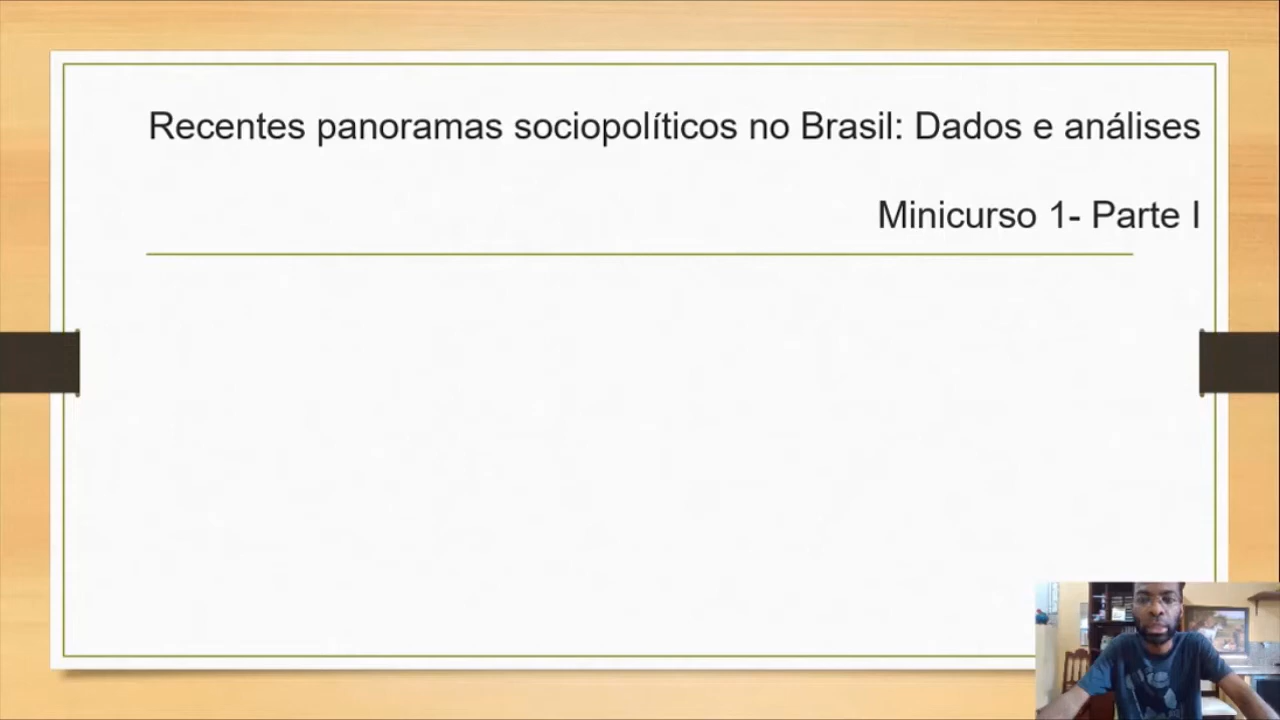 Recentes panoramas sociopolíticos no Brasil: Dados e análises
Minicurso 1- Parte I